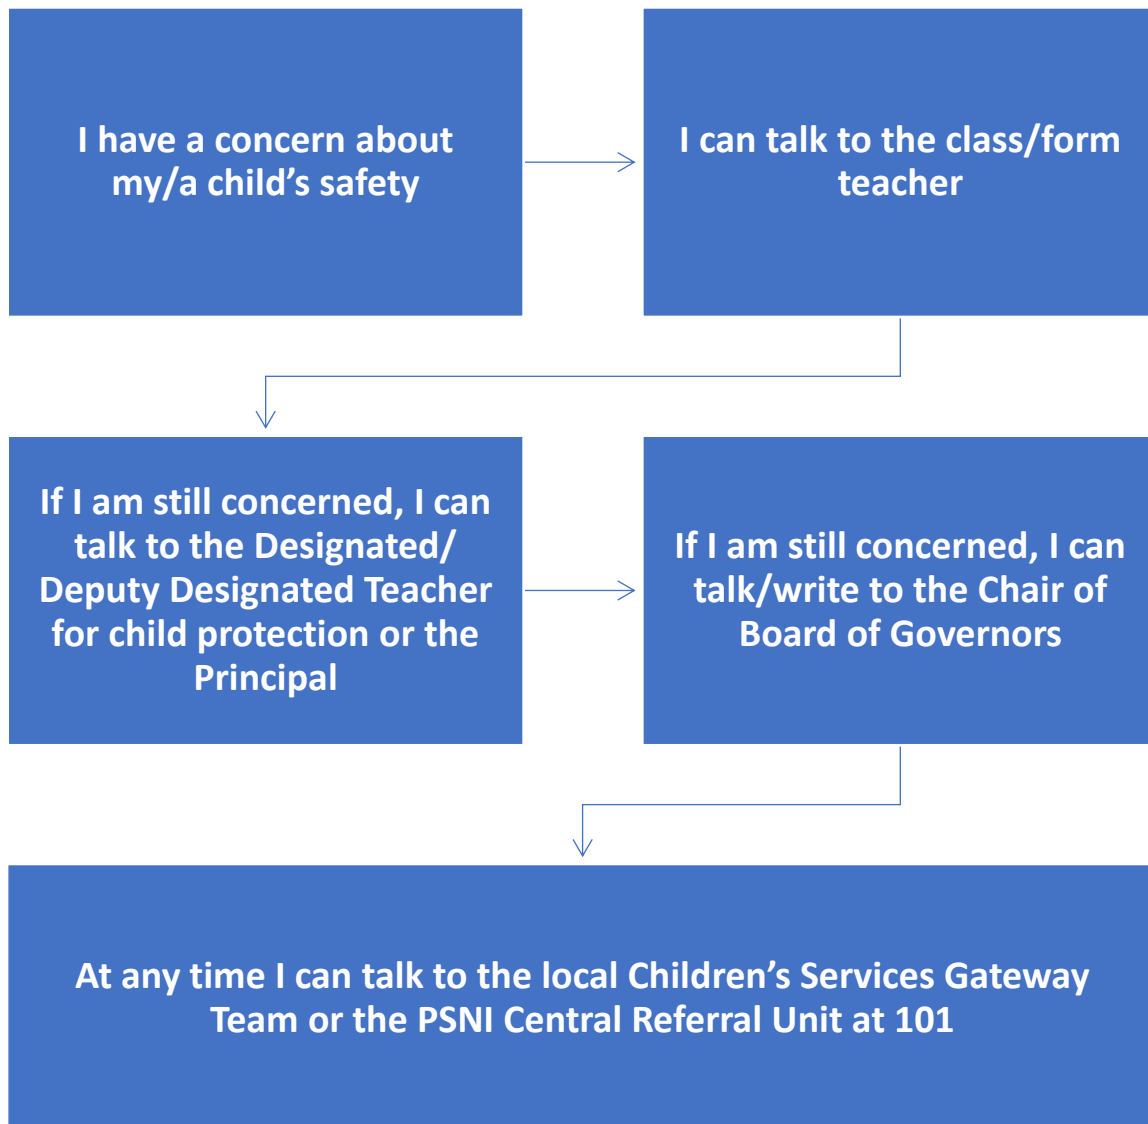 I have a concern about
my/a child’s safety
I can talk to the class/form
teacher
If I am still concerned, I can
talk to the Designated/
Deputy Designated Teacher
for child protection or the
Principal
If I am still concerned, I can
talk/write to the Chair of
Board of Governors
At any time I can talk to the local Children’s Services Gateway
Team or the PSNI Central Referral Unit at 101